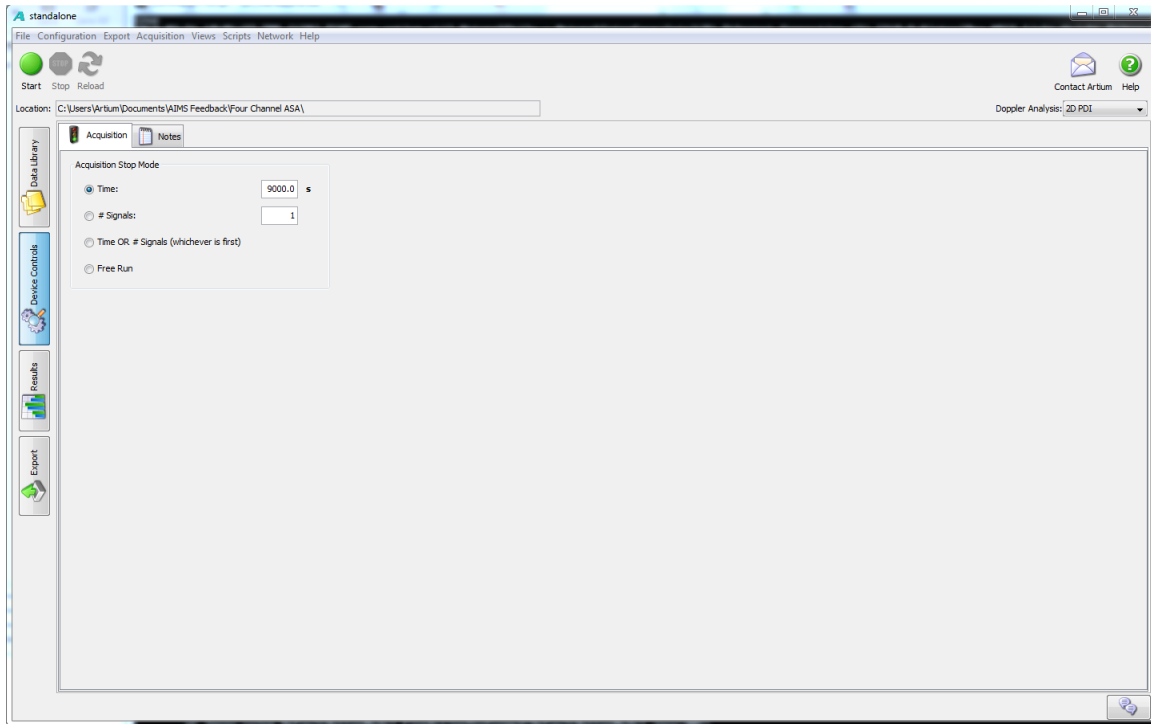 standalone
File Configuration Export Acquisition Views Scripts Network Help
STOP
Start Stop Reload
Contact Artium Help
Location: C:\Users\Artium\Documents\AIMS Feedback\Four Channel ASA\
Doppler Analysis: 2D PDI
Data Library
Device Controls
Results
Export
Acquisition Notes
Acquisition Stop Mode
Time: 9000.0 s
# Signals: 1
Time OR # Signals (whichever is first)
Free Run